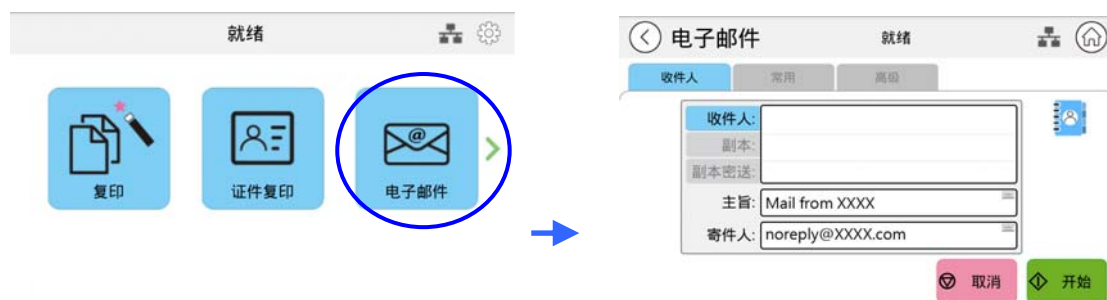 就绪
复印
证件复印
@
电子邮件
电子邮件
就绪
收件人
常用
高级
收件人:
副本:
副本密送:
主旨: Mail from XXXX
寄件人: noreply@XXXX.com
取消
开始